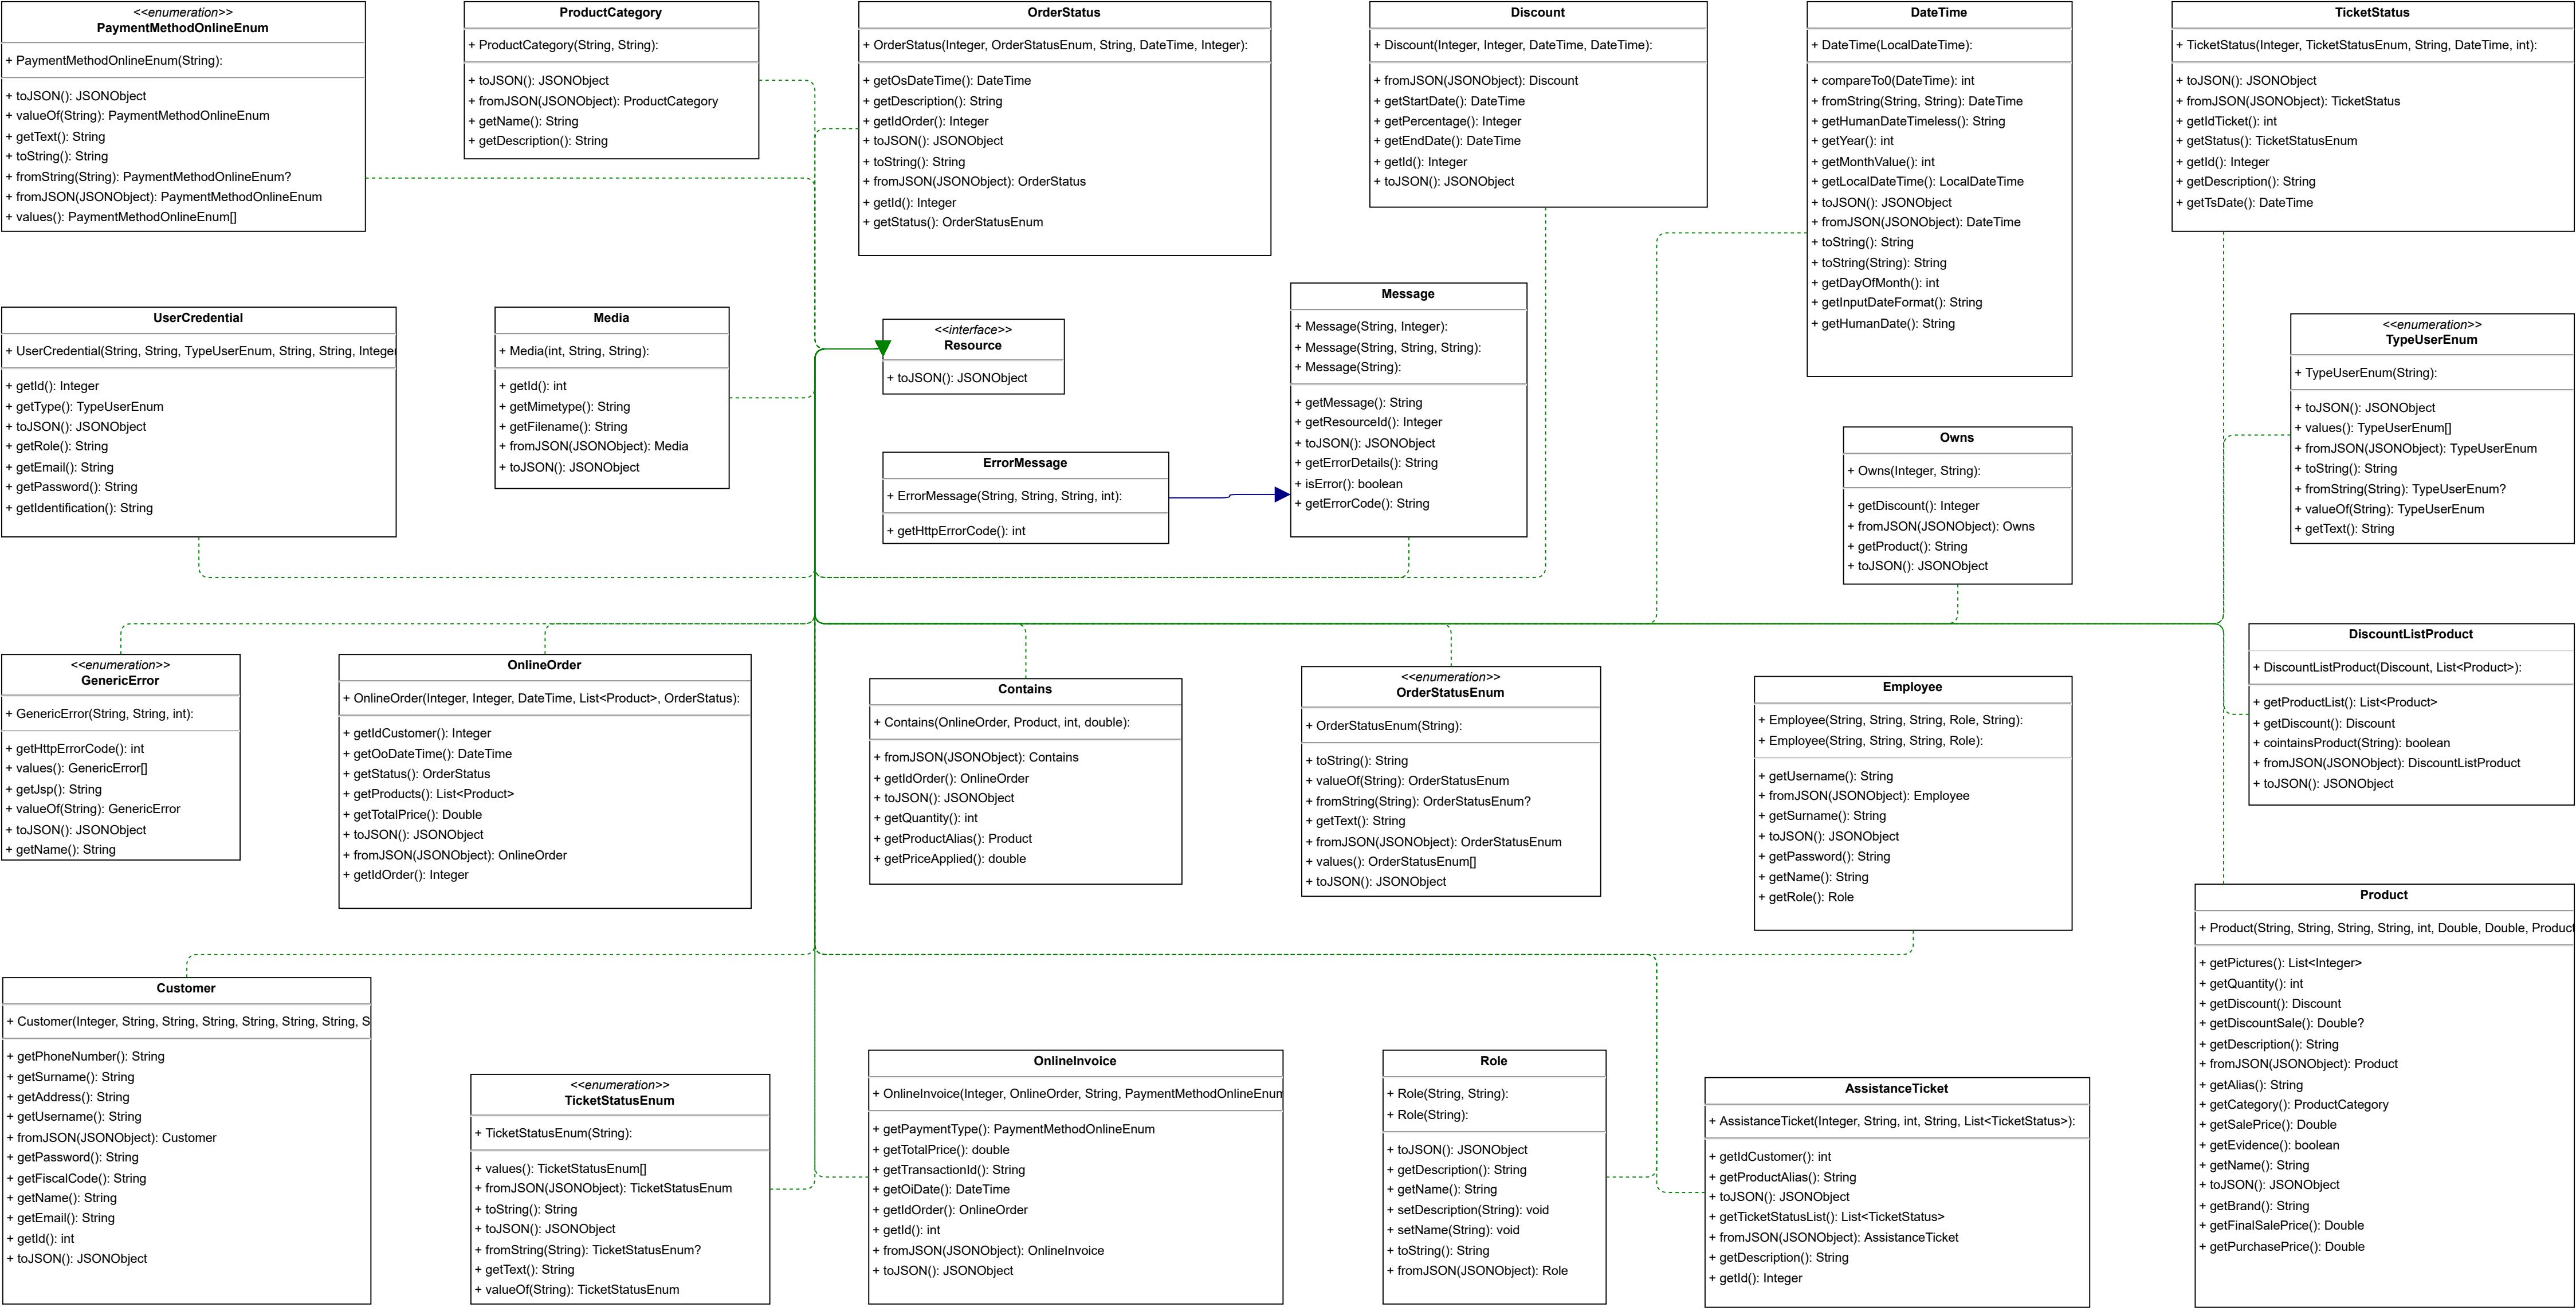 <<enumeration>>
PaymentMethodOnlineEnum
+ PaymentMethodOnlineEnum(String):
+ toJSON(): JSONObject
+ valueOf(String): PaymentMethodOnlineEnum
+ getText(): String
+ toString(): String
+ fromString(String): PaymentMethodOnlineEnum?
+ fromJSON(JSONObject): PaymentMethodOnlineEnum
+ values(): PaymentMethodOnlineEnum[]
ProductCategory
+ ProductCategory(String, String):
+ toJSON(): JSONObject
+ fromJSON(JSONObject): ProductCategory
+ getName(): String
+ getDescription(): String
OrderStatus
+ OrderStatus(Integer, OrderStatusEnum, String, DateTime, Integer):
+ getOsDateTime(): DateTime
+ getDescription(): String
+ getIdOrder(): Integer
+ toJSON(): JSONObject
+ toString(): String
+ fromJSON(JSONObject): OrderStatus
+ getId(): Integer
+ getStatus(): OrderStatusEnum
Discount
+ Discount(Integer, Integer, DateTime, DateTime):
+ fromJSON(JSONObject): Discount
+ getStartDate(): DateTime
+ getPercentage(): Integer
+ getEndDate(): DateTime
+ getId(): Integer
+ toJSON(): JSONObject
DateTime
+ DateTime(LocalDateTime):
+ compareTo0(DateTime): int
+ fromString(String, String): DateTime
+ getHumanDateTimeless(): String
+ getYear(): int
+ getMonthValue(): int
+ getLocalDateTime(): LocalDateTime
+ toJSON(): JSONObject
+ fromJSON(JSONObject): DateTime
+ toString(): String
+ toString(String): String
+ getDayOfMonth(): int
+ getInputDateFormat(): String
+ getHumanDate(): String
TicketStatus
+ TicketStatus(Integer, TicketStatusEnum, String, DateTime, int):
+ toJSON(): JSONObject
+ fromJSON(JSONObject): TicketStatus
+ getIdTicket(): int
+ getStatus(): TicketStatusEnum
+ getId(): Integer
+ getDescription(): String
+ getTsDate(): DateTime
UserCredential
+ UserCredential(String, String, TypeUserEnum, String, String, Integer
+ getId(): Integer
+ getType(): TypeUserEnum
+ toJSON(): JSONObject
+ getRole(): String
+ getEmail(): String
+ getPassword(): String
+ getIdentification(): String
Media
+ Media(int, String, String):
+ getId(): int
+ getMimetype(): String
+ getFilename(): String
+ fromJSON(JSONObject): Media
+ toJSON(): JSONObject
<<interface>>
Resource
+ toJSON(): JSONObject
ErrorMessage
+ ErrorMessage(String, String, String, int):
+ getHttpErrorCode(): int
Message
+ Message(String, Integer):
+ Message(String, String, String):
+ Message(String):
+ getMessage(): String
+ getResourceId(): Integer
+ toJSON(): JSONObject
+ getErrorDetails(): String
+ isError(): boolean
+ getErrorCode(): String
Owns
+ Owns(Integer, String):
+ getDiscount(): Integer
+ fromJSON(JSONObject): Owns
+ getProduct(): String
+ toJSON(): JSONObject
<<enumeration>>
TypeUserEnum
+ TypeUserEnum(String):
+ toJSON(): JSONObject
+ values(): TypeUserEnum[]
+ fromJSON(JSONObject): TypeUserEnum
+ toString(): String
+ fromString(String): TypeUserEnum?
+ valueOf(String): TypeUserEnum
+ getText(): String
<<enumeration>>
GenericError
+ GenericError(String, String, int):
+ getHttpErrorCode(): int
+ values(): GenericError[]
+ getJsp(): String
+ valueOf(String): GenericError
+ toJSON(): JSONObject
+ getName(): String
OnlineOrder
+ OnlineOrder(Integer, Integer, DateTime, List<Product>, OrderStatus):
+ getIdCustomer(): Integer
+ getOoDateTime(): DateTime
+ getStatus(): OrderStatus
+ getProducts(): List<Product>
+ getTotalPrice(): Double
+ toJSON(): JSONObject
+ fromJSON(JSONObject): OnlineOrder
+ getIdOrder(): Integer
Contains
+ Contains(OnlineOrder, Product, int, double):
+ fromJSON(JSONObject): Contains
+ getIdOrder(): OnlineOrder
+ toJSON(): JSONObject
+ getQuantity(): int
+ getProductAlias(): Product
+ getPriceApplied(): double
<<enumeration>>
OrderStatusEnum
+ OrderStatusEnum(String):
+ toString(): String
+ valueOf(String): OrderStatusEnum
+ fromString(String): OrderStatusEnum?
+ getText(): String
+ fromJSON(JSONObject): OrderStatusEnum
+ values(): OrderStatusEnum[]
+ toJSON(): JSONObject
Employee
+ Employee(String, String, String, Role, String):
+ Employee(String, String, String, Role):
+ getUsername(): String
+ fromJSON(JSONObject): Employee
+ getSurname(): String
+ toJSON(): JSONObject
+ getPassword(): String
+ getName(): String
+ getRole(): Role
DiscountListProduct
+ DiscountListProduct(Discount, List<Product>):
+ getProductList(): List<Product>
+ getDiscount(): Discount
+ cointainsProduct(String): boolean
+ fromJSON(JSONObject): DiscountListProduct
+ toJSON(): JSONObject
Customer
+ Customer(Integer, String, String, String, String, String, String, S
+ getPhoneNumber(): String
+ getSurname(): String
+ getAddress(): String
+ getUsername(): String
+ fromJSON(JSONObject): Customer
+ getPassword(): String
+ getFiscalCode(): String
+ getName(): String
+ getEmail(): String
+ getId(): int
+ toJSON(): JSONObject
<<enumeration>>
TicketStatusEnum
+ TicketStatusEnum(String):
+ values(): TicketStatusEnum[]
+ fromJSON(JSONObject): TicketStatusEnum
+ toString(): String
+ toJSON(): JSONObject
+ fromString(String): TicketStatusEnum?
+ getText(): String
+ valueOf(String): TicketStatusEnum
OnlineInvoice
+ OnlineInvoice(Integer, OnlineOrder, String, PaymentMethodOnlineEnum
+ getPaymentType(): PaymentMethodOnlineEnum
+ getTotalPrice(): double
+ getTransactionId(): String
+ getOiDate(): DateTime
+ getIdOrder(): OnlineOrder
+ getId(): int
+ fromJSON(JSONObject): OnlineInvoice
+ toJSON(): JSONObject
Role
+ Role(String, String):
+ Role(String):
+ toJSON(): JSONObject
+ getDescription(): String
+ getName(): String
+ setDescription(String): void
+ setName(String): void
+ toString(): String
+ fromJSON(JSONObject): Role
AssistanceTicket
+ AssistanceTicket(Integer, String, int, String, List<TicketStatus>):
+ getIdCustomer(): int
+ getProductAlias(): String
+ toJSON(): JSONObject
+ getTicketStatusList(): List<TicketStatus>
+ fromJSON(JSONObject): AssistanceTicket
+ getDescription(): String
+ getId(): Integer
Product
+ Product(String, String, String, String, int, Double, Double, Product
+ getPictures(): List<Integer>
+ getQuantity(): int
+ getDiscount(): Discount
+ getDiscountSale(): Double?
+ getDescription(): String
+ fromJSON(JSONObject): Product
+ getAlias(): String
+ getCategory(): ProductCategory
+ getSalePrice(): Double
+ getEvidence(): boolean
+ getName(): String
+ toJSON(): JSONObject
+ getBrand(): String
+ getFinalSalePrice(): Double
+ getPurchasePrice(): Double